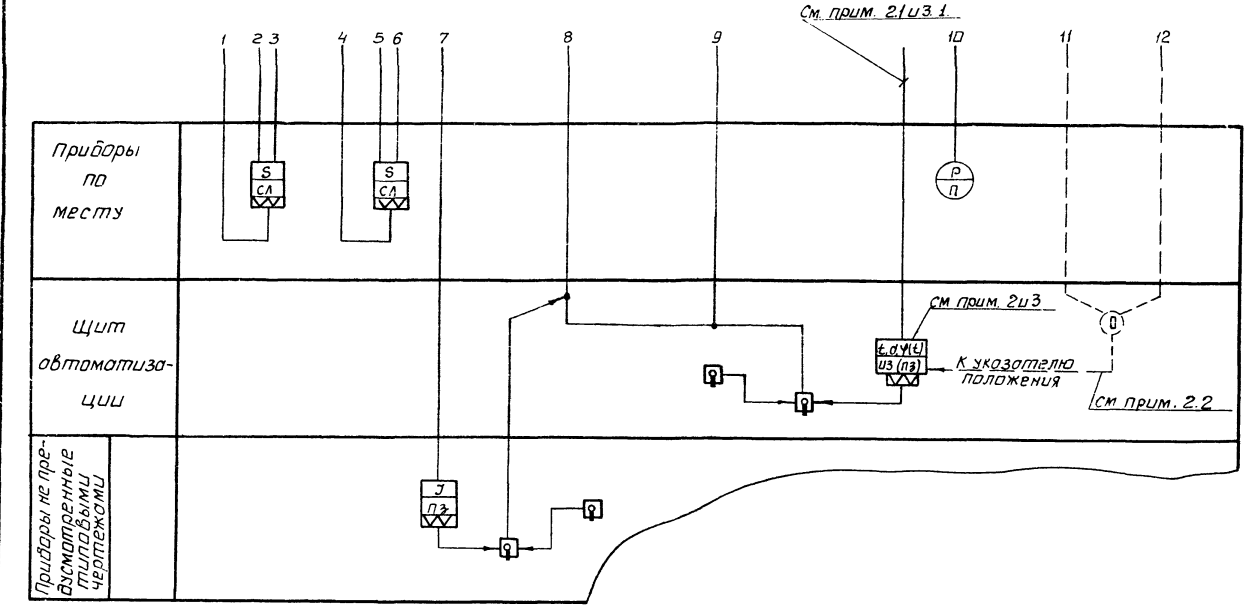 См. прим. 2.1 и 3.1.
1 2 3 4 5 6 7 8 9 10 11 12
Приборы
по
месту
S
СЛ
S
СЛ
P
П
Щит
автоматиза-
ции
см прим. 2 и 3
t,d,φ(t)
из (пз)
К указателю
положения
см прим. 2.2
Приборы не пре-
дусмотренные
типовыми
чертежами
J
ПЗ